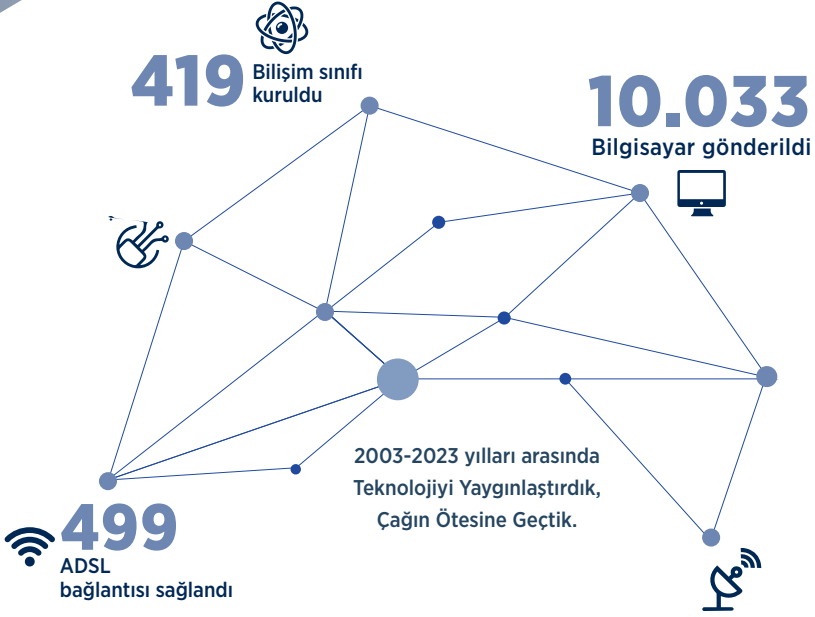 419
Bilişim sınıfı
kuruldu
10.033
Bilgisayar gönderildi
2003-2023 yılları arasında
Teknolojiyi Yaygınlaştırdık,
Çağın Ötesine Geçtik.
499
ADSL
bağlantısı sağlandı